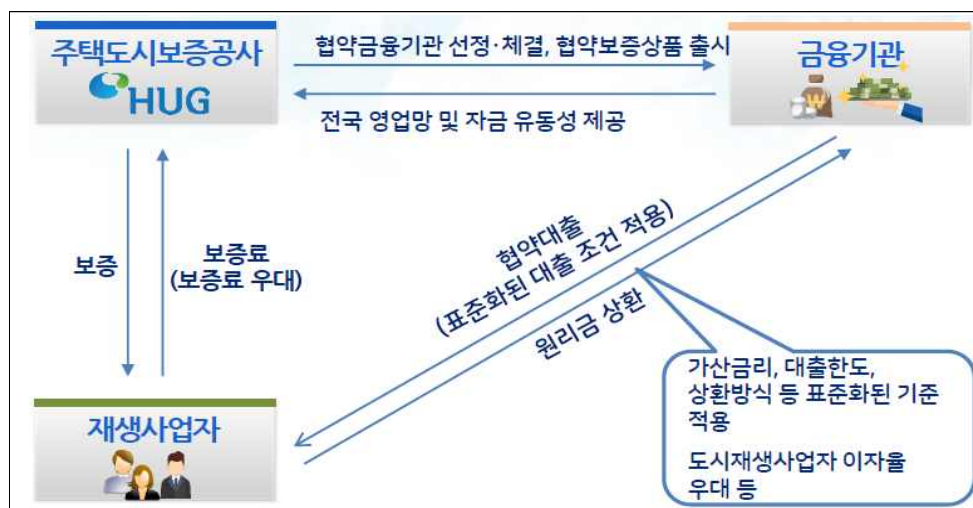 주택도시보증공사
HUG
협약금융기관 선정·체결, 협약보증상품 출시
금융기관
₩
전국 영업망 및 자금 유동성 제공
보증
보증료
(보증료 우대)
협약대출
(표준화된 대출 조건 적용)
원리금 상환
가산금리, 대출한도,
상환방식 등 표준화된 기준
적용
도시재생사업자 이자율
우대 등
재생사업자